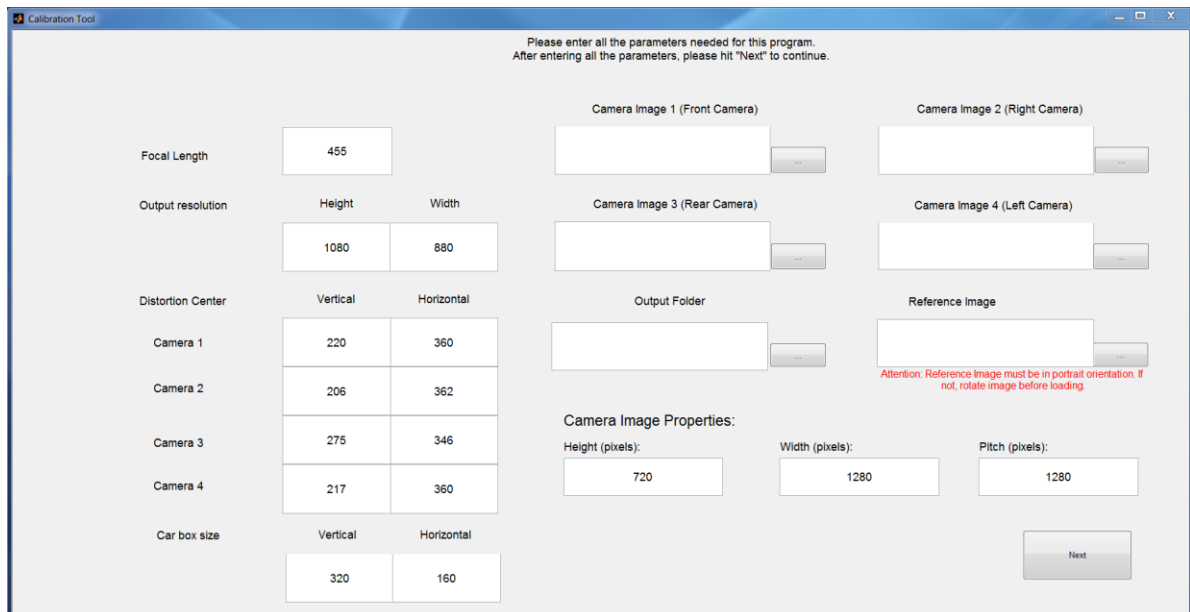 Calibration Tool
Please enter all the parameters needed for this program.
After entering all the parameters, please hit "Next" to continue.
Focal Length
455
Output resolution
Height Width
1080 880
Distortion Center
Vertical Horizontal
Camera 1 220 360
Camera 2 206 362
Camera 3 275 346
Camera 4 217 360
Car box size
Vertical Horizontal
320 160
Camera Image 1 (Front Camera)
...
Camera Image 2 (Right Camera)
...
Camera Image 3 (Rear Camera)
...
Camera Image 4 (Left Camera)
...
Output Folder
...
Reference Image
...
Attention: Reference Image must be in portrait orientation. If
not, rotate image before loading.
Camera Image Properties:
Height (pixels): Width (pixels): Pitch (pixels):
720 1280 1280
Next